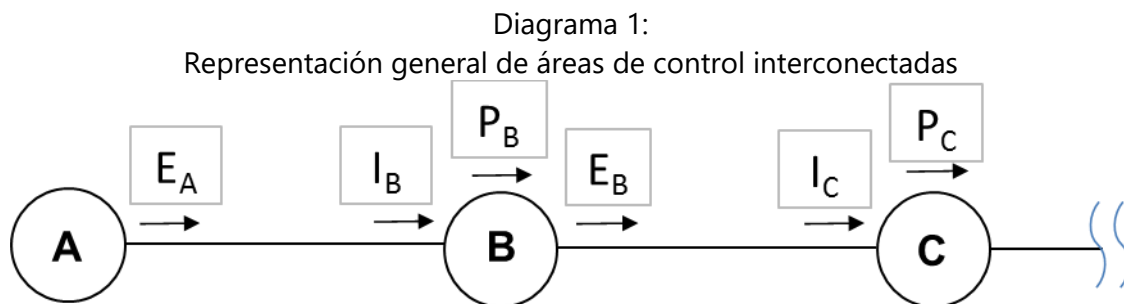 Diagrama 1:
Representación general de áreas de control interconectadas
E_A
I_B
P_B
E_B
I_C
P_C
A
B
C